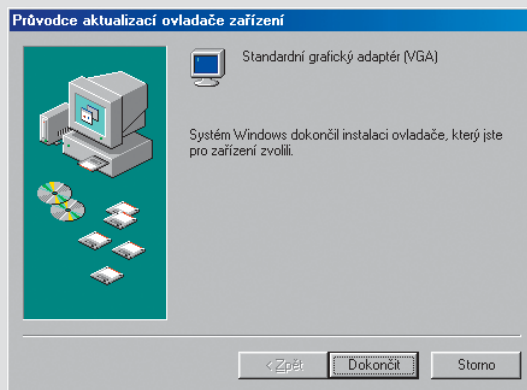 Průvodce aktualizací ovladače zařízení
Standardní grafický adaptér (VGA)
Systém Windows dokončil instalaci ovladače, který jste
pro zařízení zvolili.
< Zpět
Dokončit
Storno